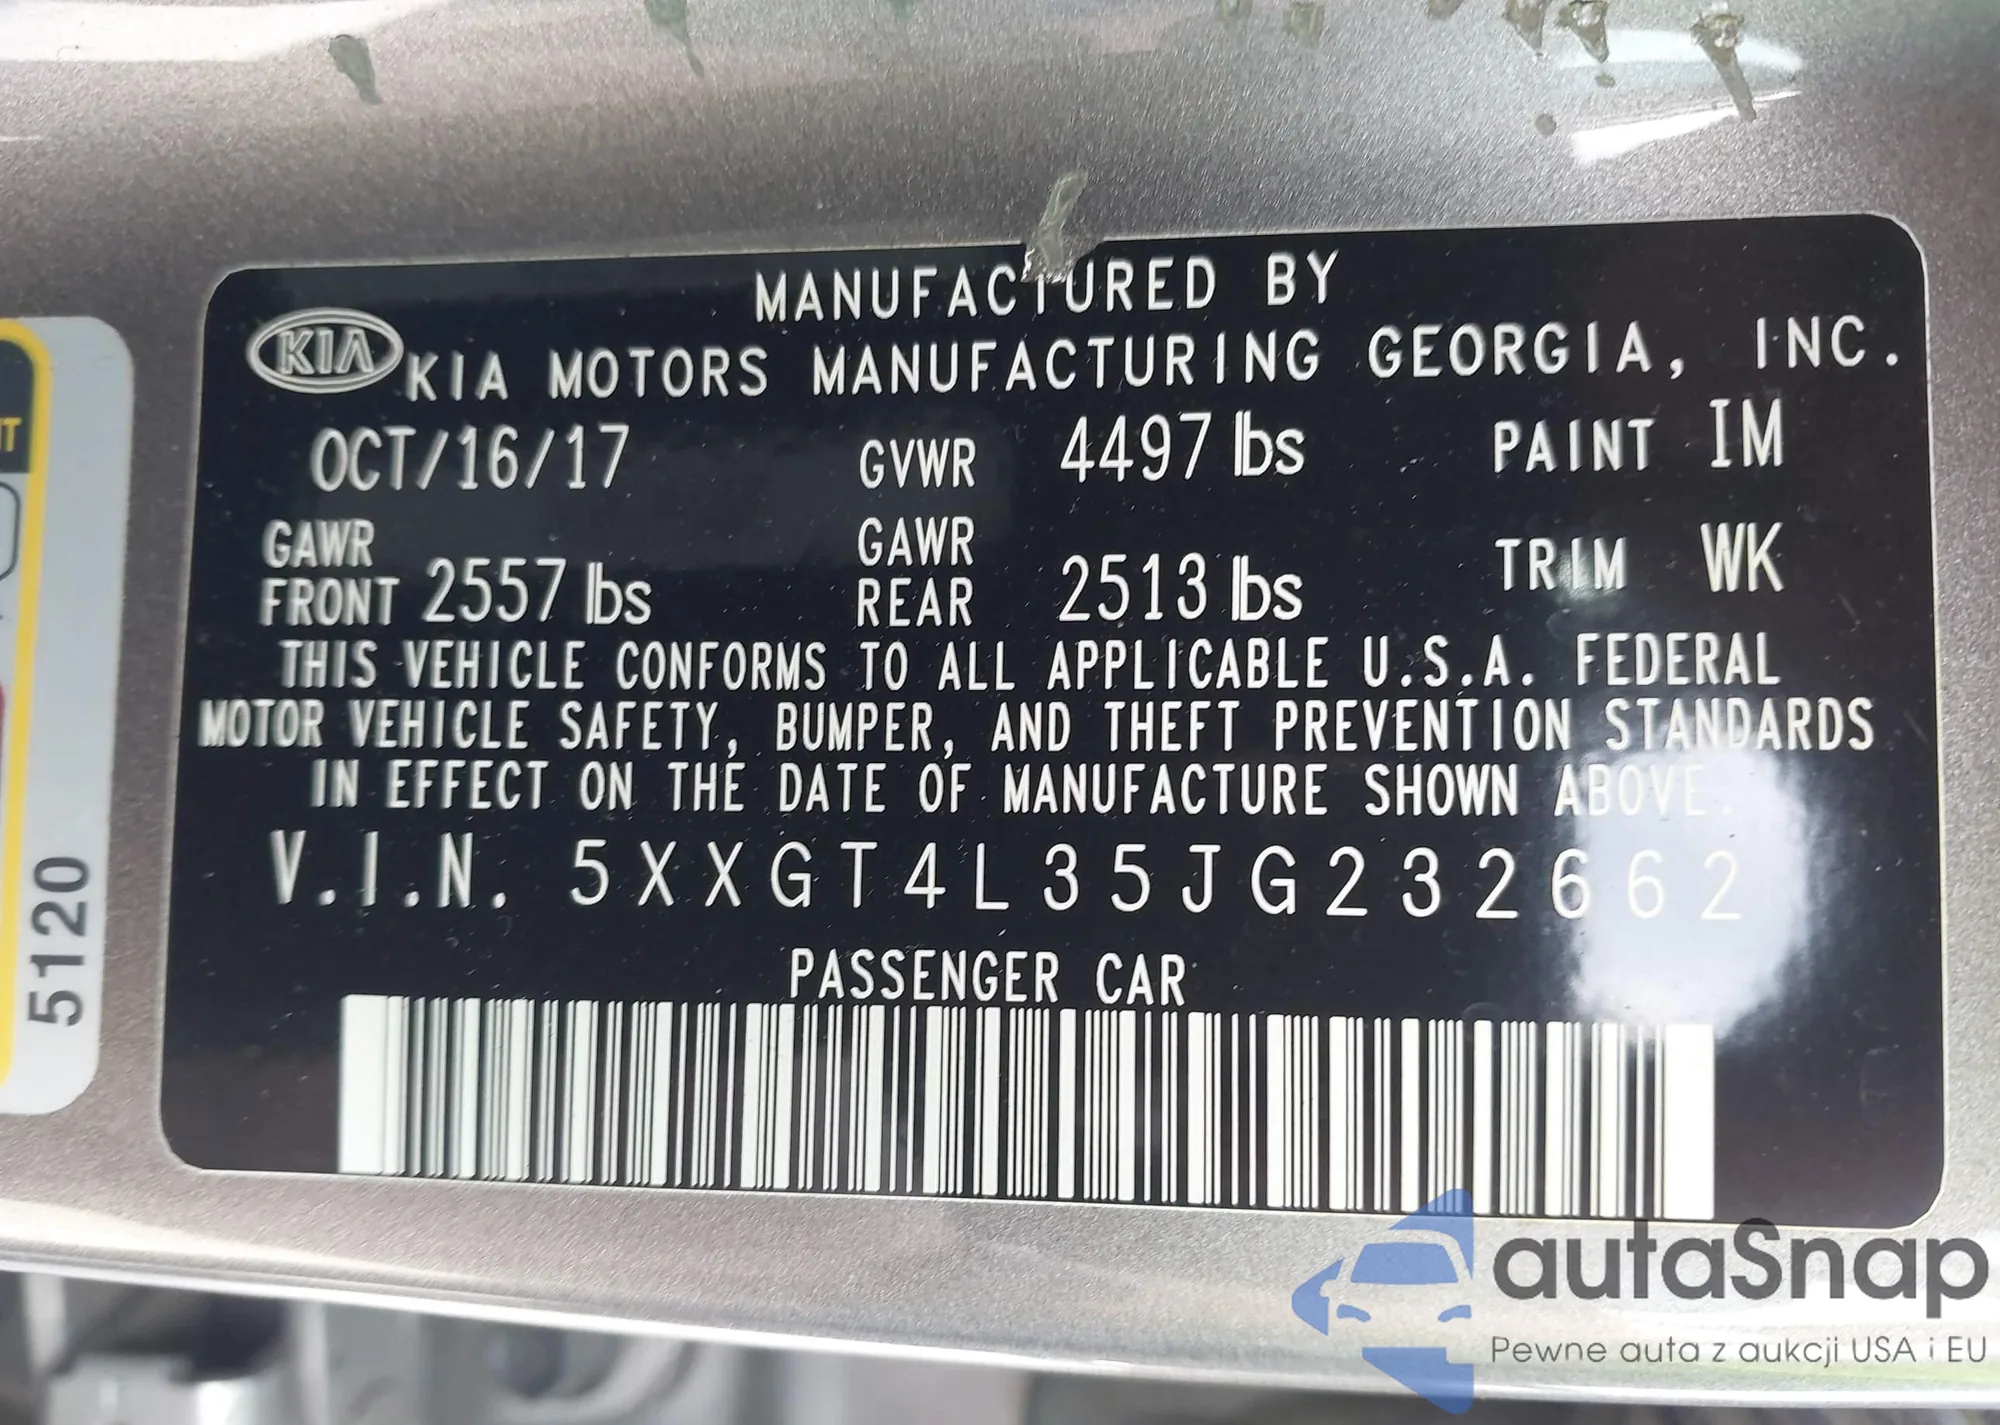 MANUFACTURED BY
KIA KIA MOTORS MANUFACTURING GEORGIA, INC.
OCT/16/17 GVWR 4497 lbs PAINT IM
GAWR FRONT 2557 lbs GAWR REAR 2513 lbs TRIM WK
THIS VEHICLE CONFORMS TO ALL APPLICABLE U.S.A. FEDERAL
MOTOR VEHICLE SAFETY, BUMPER, AND THEFT PREVENTION STANDARDS
IN EFFECT ON THE DATE OF MANUFACTURE SHOWN ABOVE.
V.I.N. 5XXGT4L35JG232662
PASSENGER CAR
5120
autaSnap
Pewne auta z aukcji USA i EU